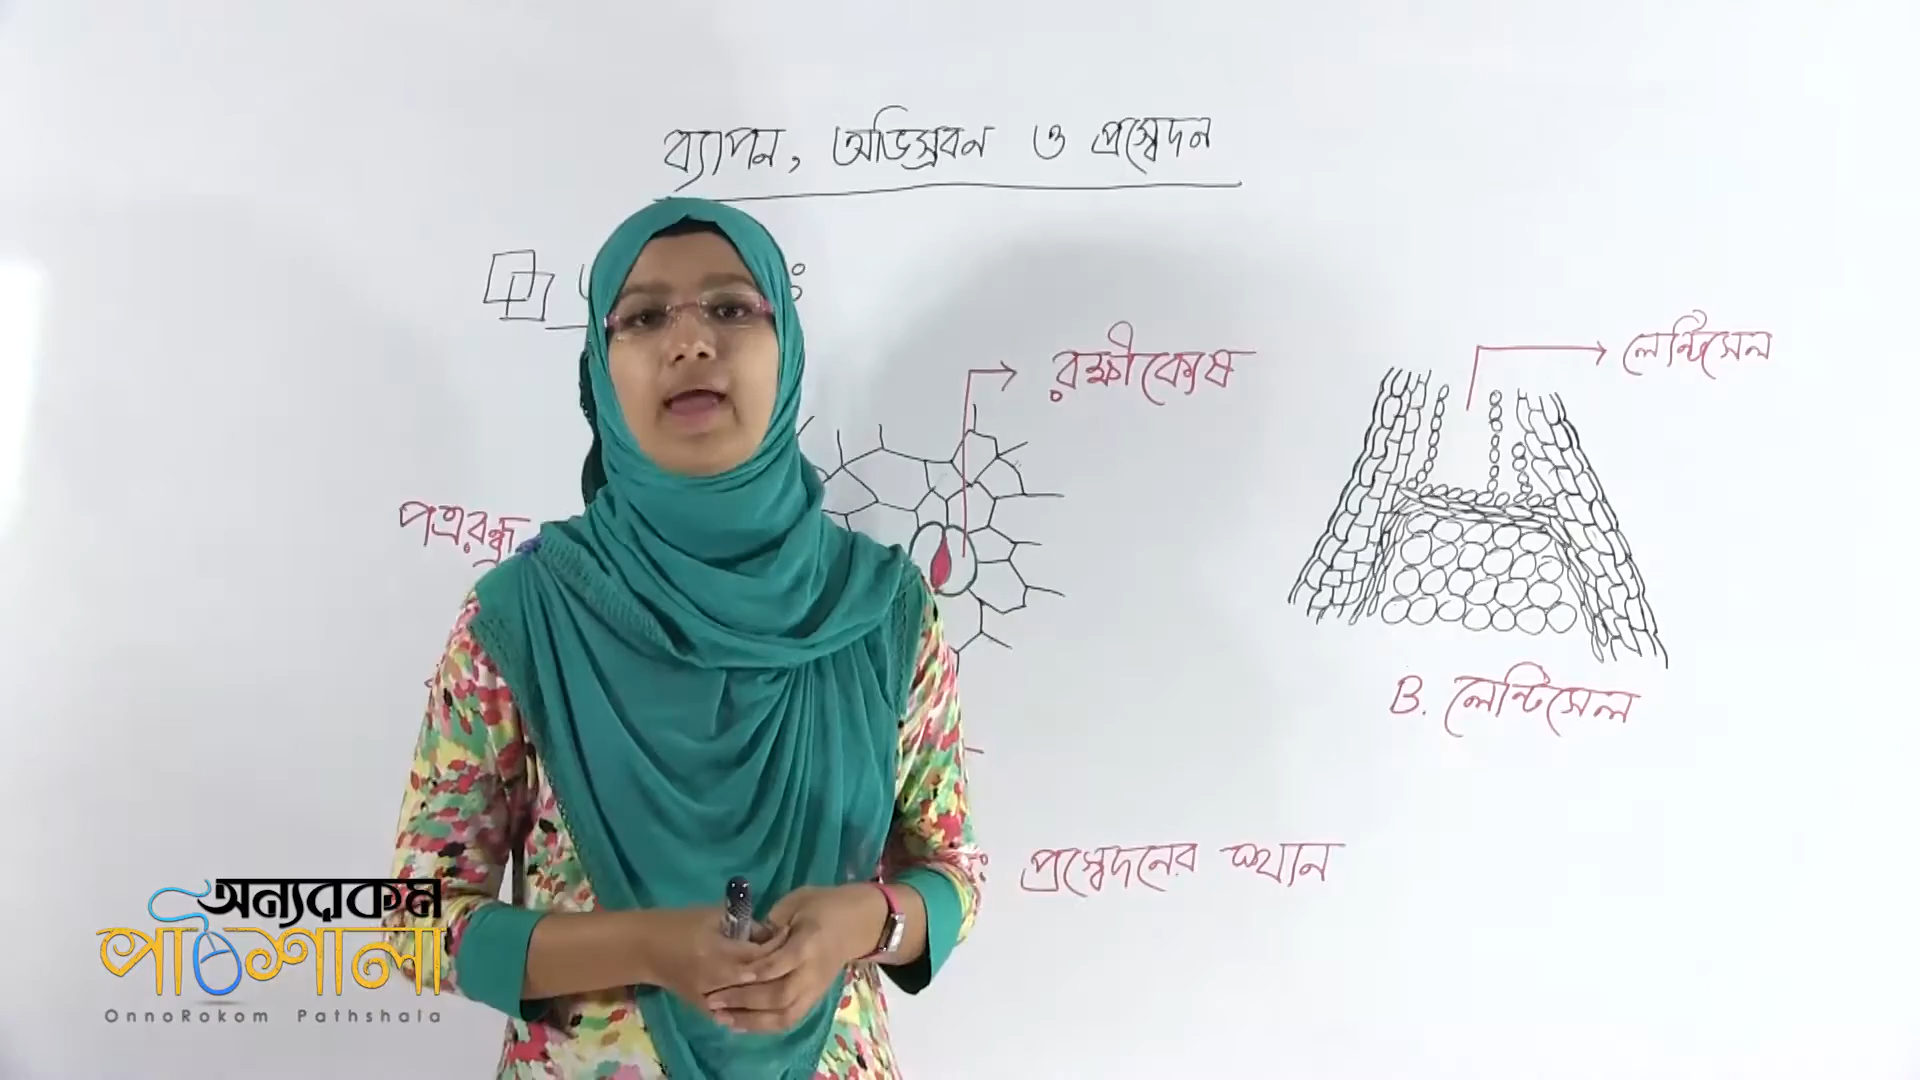 ব্যাপন, অভিস্রবন ও প্রস্বেদন
রক্ষীকোষ
লেন্টিসেল
পত্ররন্ধ্র
B. লেন্টিসেল
প্রস্বেদনের স্থান
অন্যরকম
পাঠশালা
OnnoRokom Pathshala